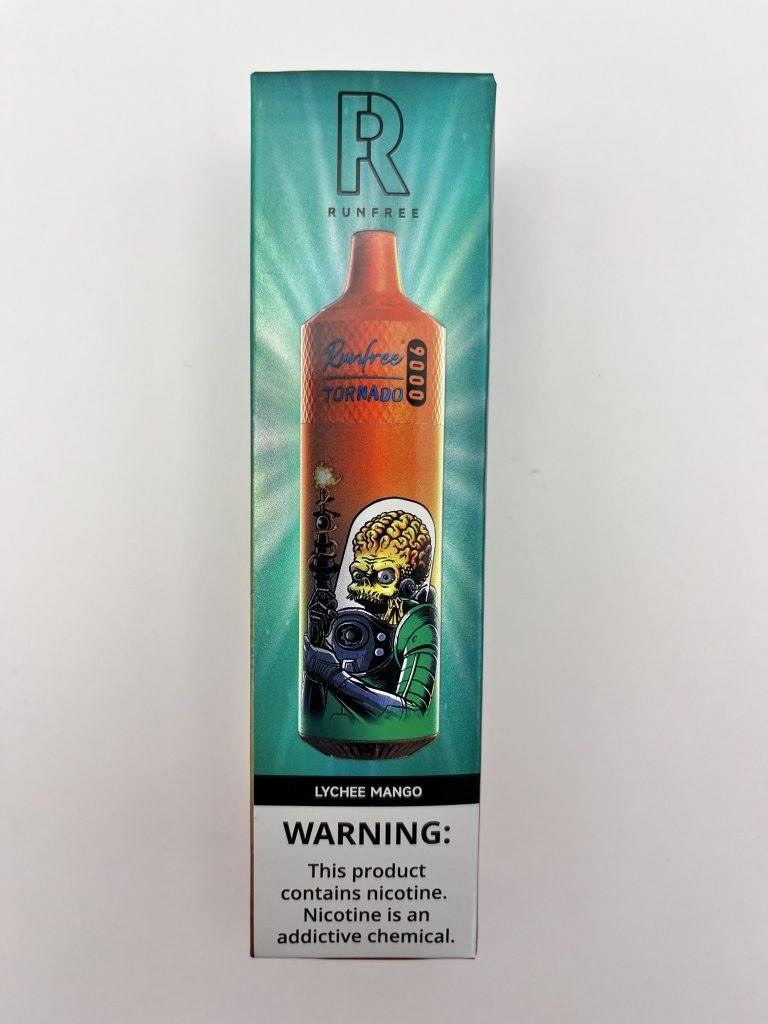 R
RUNFREE
Runfree
TORNADO
9000
LYCHEE MANGO
WARNING:
This product
contains nicotine.
Nicotine is an
addictive chemical.